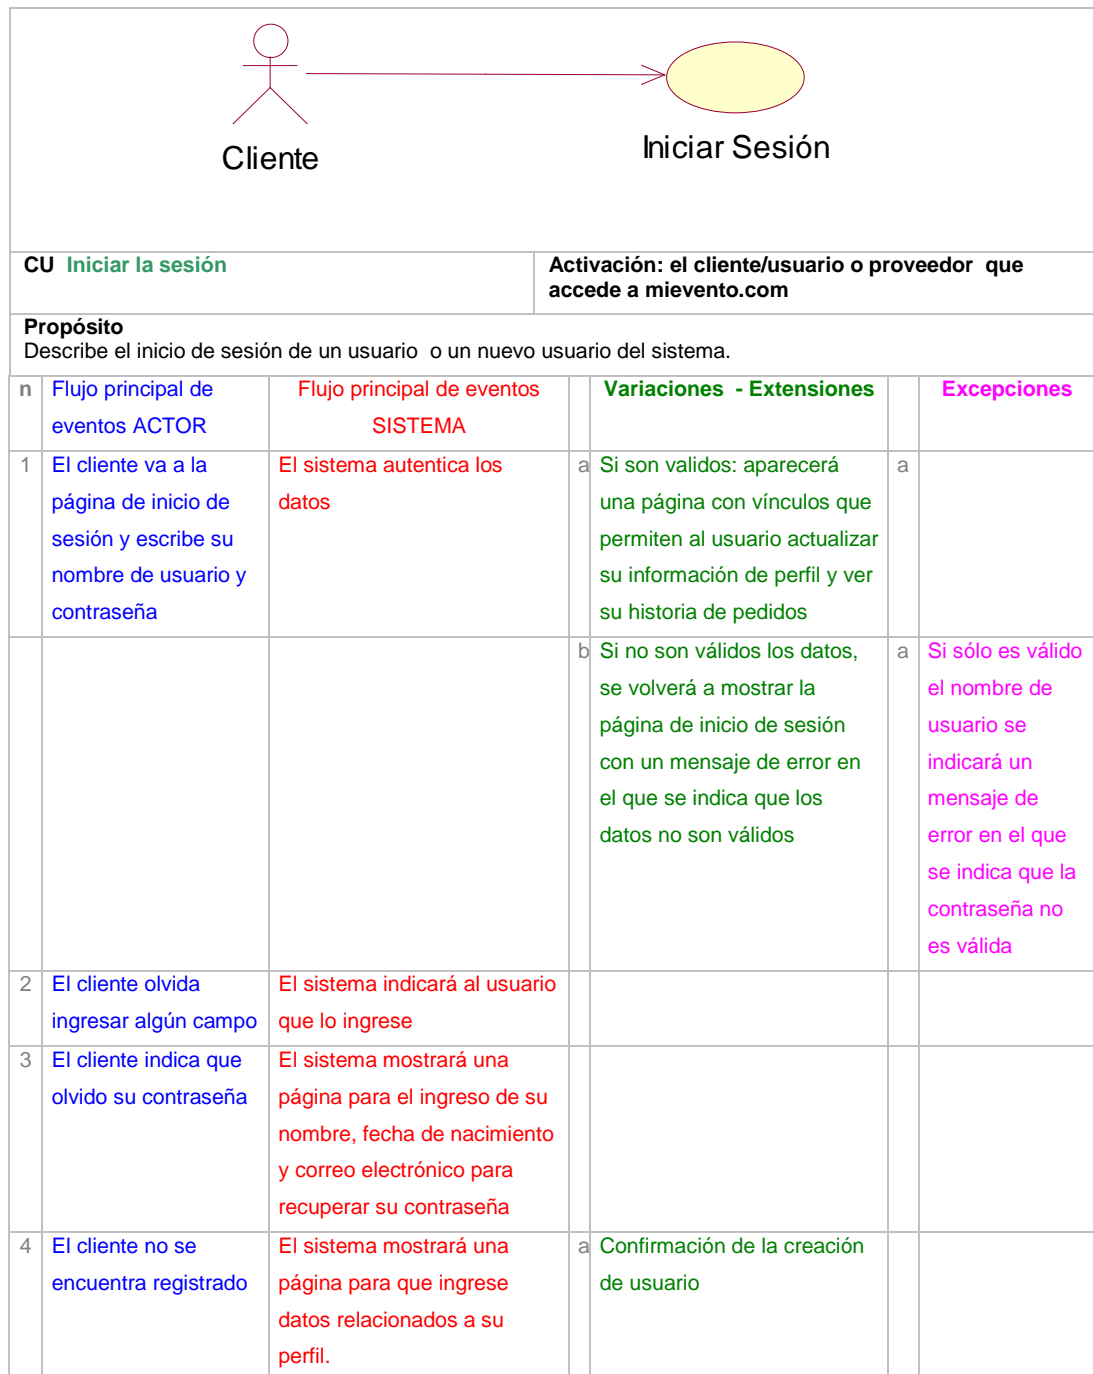 Cliente
Iniciar Sesión
CU Iniciar la sesión
Activación: el cliente/usuario o proveedor que
accede a mievento.com
Propósito
Describe el inicio de sesión de un usuario o un nuevo usuario del sistema.
n
Flujo principal de
eventos ACTOR
Flujo principal de eventos
SISTEMA
Variaciones - Extensiones
Excepciones
1
El cliente va a la
página de inicio de
sesión y escribe su
nombre de usuario y
contraseña
El sistema autentica los
datos
a
Si son validos: aparecerá
una página con vínculos que
permiten al usuario actualizar
su información de perfil y ver
su historia de pedidos
a
b
Si no son válidos los datos,
se volverá a mostrar la
página de inicio de sesión
con un mensaje de error en
el que se indica que los
datos no son válidos
a
Si sólo es válido
el nombre de
usuario se
indicará un
mensaje de
error en el que
se indica que la
contraseña no
es válida
2
El cliente olvida
ingresar algún campo
El sistema indicará al usuario
que lo ingrese
3
El cliente indica que
olvido su contraseña
El sistema mostrará una
página para el ingreso de su
nombre, fecha de nacimiento
y correo electrónico para
recuperar su contraseña
4
El cliente no se
encuentra registrado
El sistema mostrará una
página para que ingrese
datos relacionados a su
perfil.
a
Confirmación de la creación
de usuario